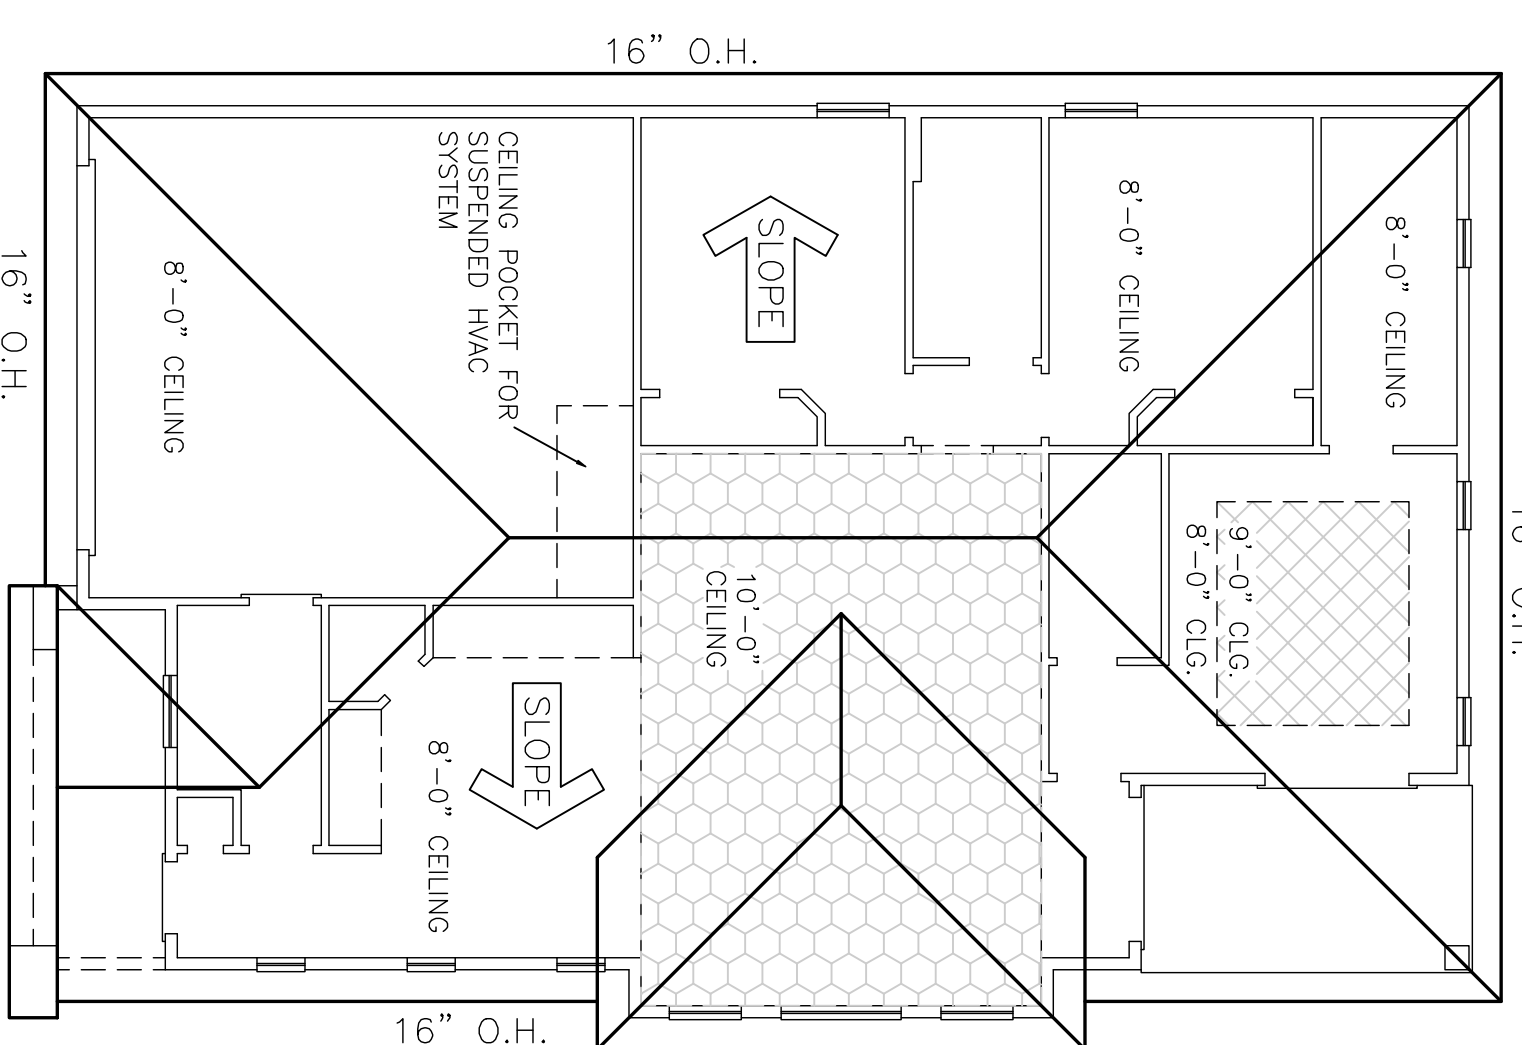 16” O.H.
CEILING POCKET FOR
SUSPENDED HVAC
SYSTEM
SLOPE
8’-0” CEILING
8’-0” CEILING
8’-0” CEILING
16” O.H.
9’-0” CLG.
8’-0” CLG.
10’-0”
CEILING
SLOPE
8’-0” CEILING
16” O.H.